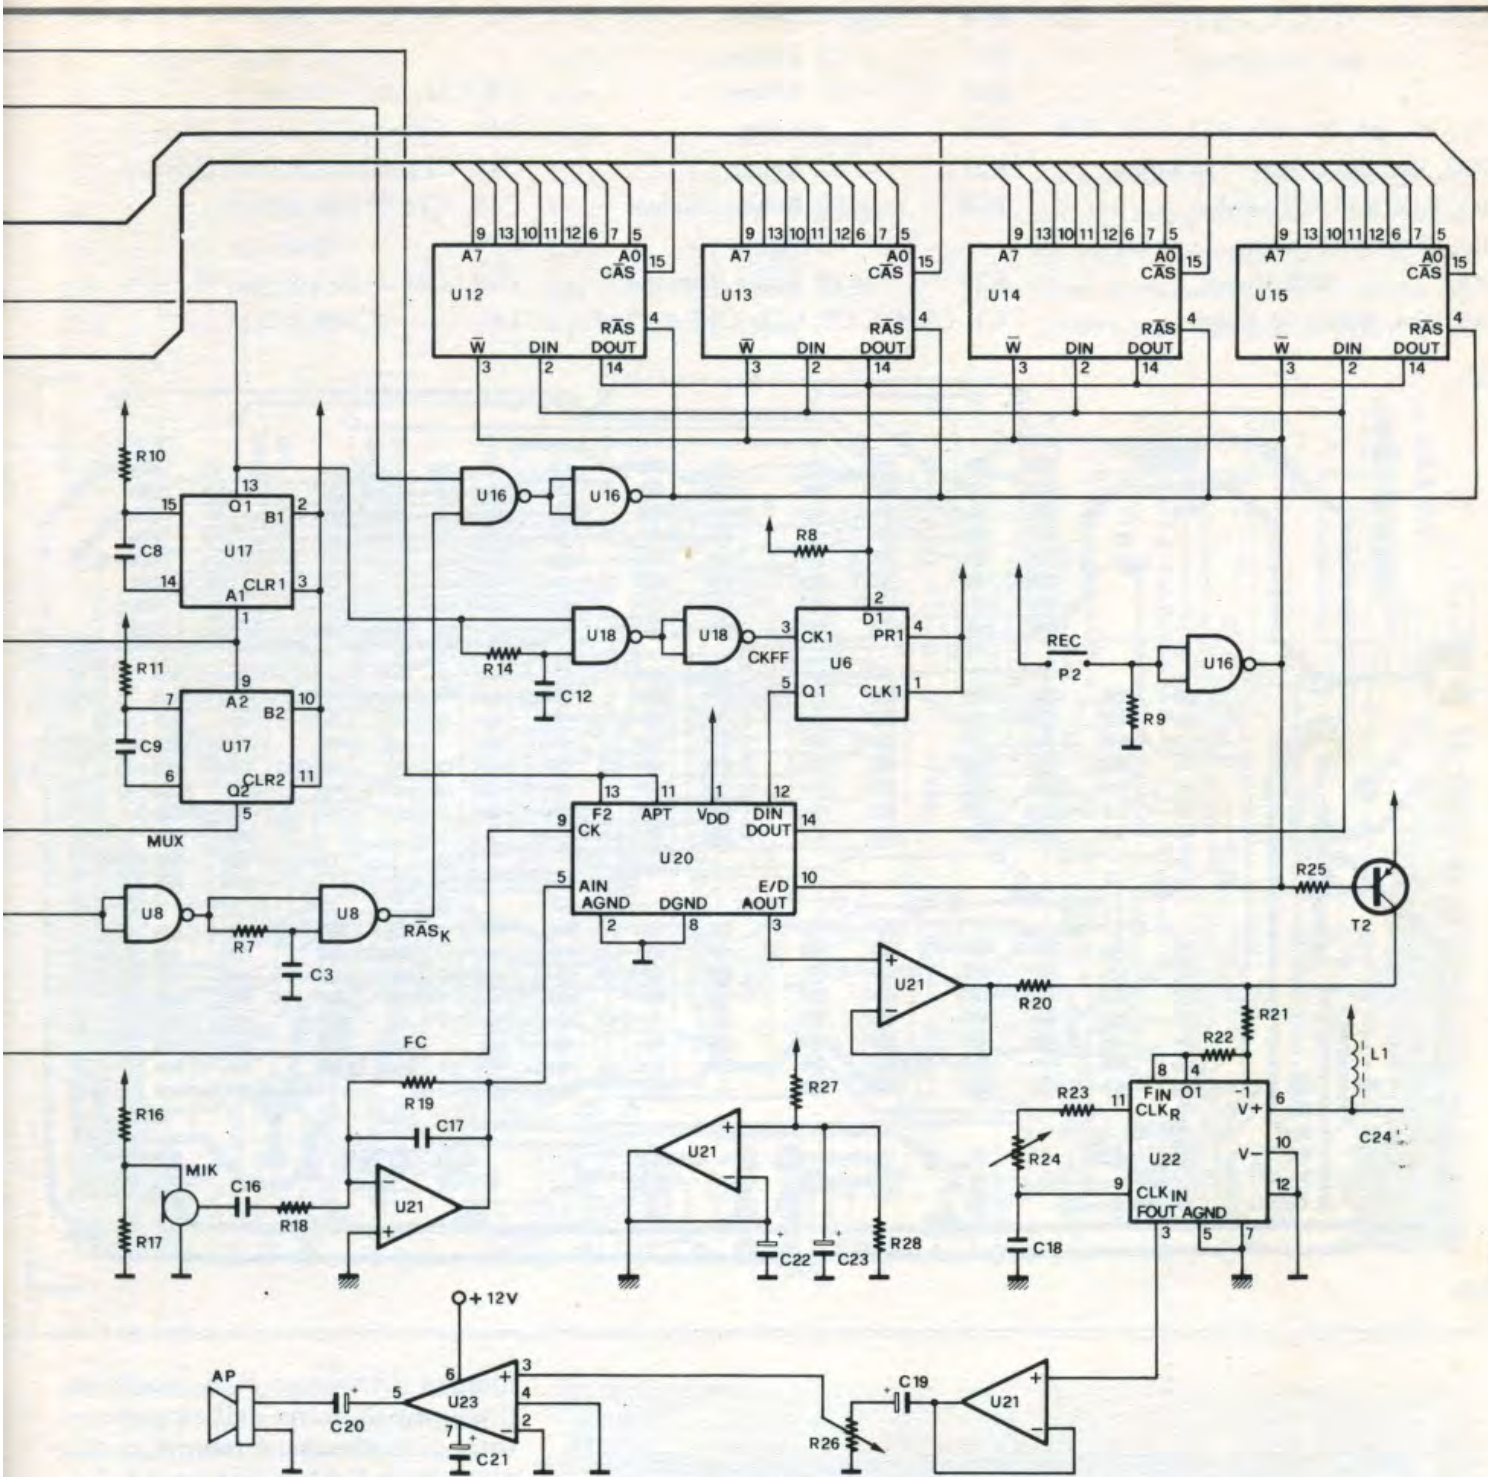 9 13 10 11 12 6 7 5
9 13 10 11 12 6 7 5
9 13 10 11 12 6 7 5
9 13 10 11 12 6 7 5
A7 A0 15
A7 A0 15
A7 A0 15
A7 A0 15
CAS
CAS
CAS
CAS
U12
U13
U14
U15
RAS 4
RAS 4
RAS 4
RAS 4
W DIN DOUT
W DIN DOUT
W DIN DOUT
W DIN DOUT
3 2 14
3 2 14
3 2 14
3 2 14
R10
13
15 Q1 2
B1
U16
U16
C8
U17
R8
14 CLR1 3
A1
1
2
D1
3 CK1 PR1 4
U18
U18
CKFF
U6
R14
C12
5 Q1 CLK1 1
REC
P2
U16
R9
R11
9
7 A2 10
B2
C9
U17
6 CLR2 11
Q2
5
MUX
13 11 1 12
F2 APT VDD DIN
9 CK DOUT 14
U20
5 AIN E/D 10
AGND DGND AOUT
2 8 3
R25
T2
U8
U8
R7
RASK
C3
U21
R20
R21
FC
R22
L1
R19
R27
8 4
FIN O1 -1
R23
11 CLKR V+ 6
C24
R16
C17
U21
R24
U22 V- 10
MIK
C16
R18
U21
9 CLKIN 12
FOUT AGND
3 5 7
R17
C22
C23
R28
C18
+12V
AP
6 3
5 U23 4
2
7
C20
C21
C19
R26
U21